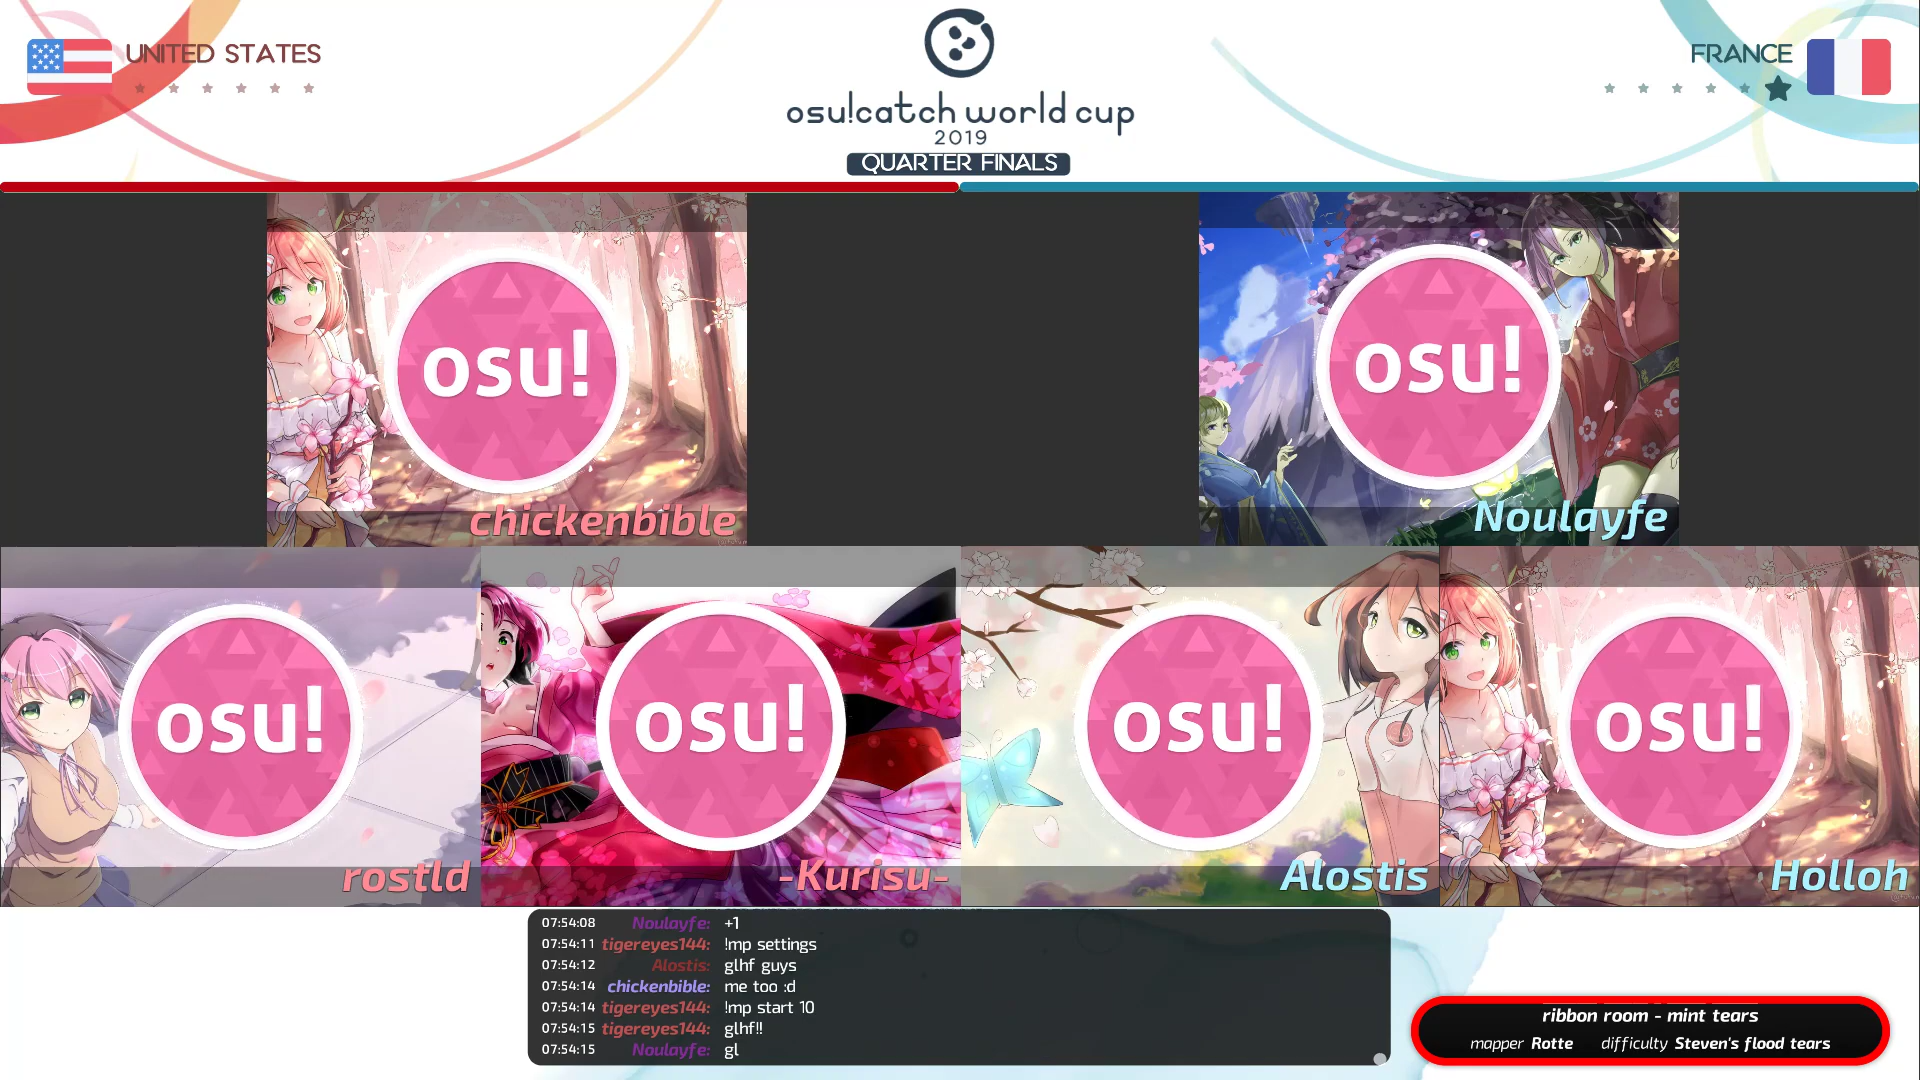 UNITED STATES
FRANCE
osu!catch world cup
2019
QUARTER FINALS
osu!
chickenbible
osu!
Noulayfe
osu!
rostld
osu!
-Kurisu-
osu!
Alostis
osu!
Holloh
07:54:08 Noulayfe: +1
07:54:11 tigereyes144: !mp settings
07:54:12 Alostis: glhf guys
07:54:14 chickenbible: me too :d
07:54:14 tigereyes144: !mp start 10
07:54:15 tigereyes144: glhf!!
07:54:15 Noulayfe: gl
ribbon room - mint tears
mapper Rotte difficulty Steven's flood tears